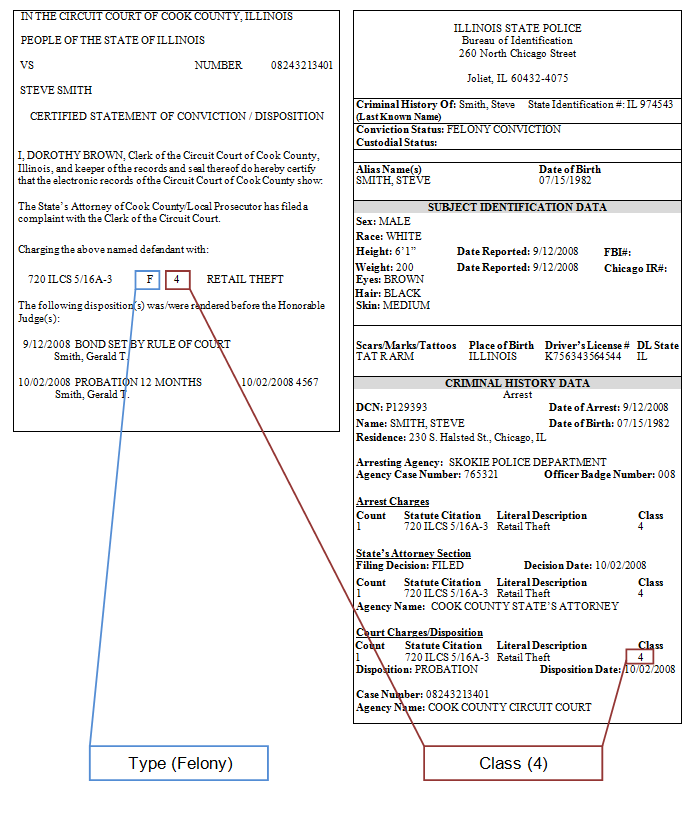 IN THE CIRCUIT COURT OF COOK COUNTY, ILLINOIS
PEOPLE OF THE STATE OF ILLINOIS
VS NUMBER 08243213401
STEVE SMITH
CERTIFIED STATEMENT OF CONVICTION / DISPOSITION
I, DOROTHY BROWN, Clerk of the Circuit Court of Cook County,
Illinois, and keeper of the records and seal thereof do hereby certify
that the electronic records of the Circuit Court of Cook County show:
The State's Attorney of Cook County/Local Prosecutor has filed a
complaint with the Clerk of the Circuit Court.
Charging the above named defendant with:
720 ILCS 5/16A-3 F 4 RETAIL THEFT
The following disposition(s) was/were rendered before the Honorable
Judge(s):
9/12/2008 BOND SET BY RULE OF COURT
Smith, Gerald T.
10/02/2008 PROBATION 12 MONTHS 10/02/2008 4567
Smith, Gerald T.
ILLINOIS STATE POLICE
Bureau of Identification
260 North Chicago Street
Joliet, IL 60432-4075
Criminal History Of: Smith, Steve State Identification #: IL 974543
(Last Known Name)
Conviction Status: FELONY CONVICTION
Custodial Status:
Alias Name(s) Date of Birth
SMITH, STEVE 07/15/1982
SUBJECT IDENTIFICATION DATA
Sex: MALE
Race: WHITE
Height: 6'1" Date Reported: 9/12/2008 FBI#:
Weight: 200 Date Reported: 9/12/2008 Chicago IR#:
Eyes: BROWN
Hair: BLACK
Skin: MEDIUM
Scars/Marks/Tattoos Place of Birth Driver's License # DL State
TAT R ARM ILLINOIS K756343564544 IL
CRIMINAL HISTORY DATA
Arrest
DCN: P129393 Date of Arrest: 9/12/2008
Name: SMITH, STEVE Date of Birth: 07/15/1982
Residence: 230 S. Halsted St., Chicago, IL
Arresting Agency: SKOKIE POLICE DEPARTMENT
Agency Case Number: 765321 Officer Badge Number: 008
Arrest Charges
Count Statute Citation Literal Description Class
1 720 ILCS 5/16A-3 Retail Theft 4
State's Attorney Section
Filing Decision: FILED Decision Date: 10/02/2008
Count Statute Citation Literal Description Class
1 720 ILCS 5/16A-3 Retail Theft 4
Agency Name: COOK COUNTY STATE'S ATTORNEY
Court Charges/Disposition
Count Statute Citation Literal Description Class
1 720 ILCS 5/16A-3 Retail Theft 4
Disposition: PROBATION Disposition Date: 10/02/2008
Case Number: 08243213401
Agency Name: COOK COUNTY CIRCUIT COURT
Type (Felony)
Class (4)